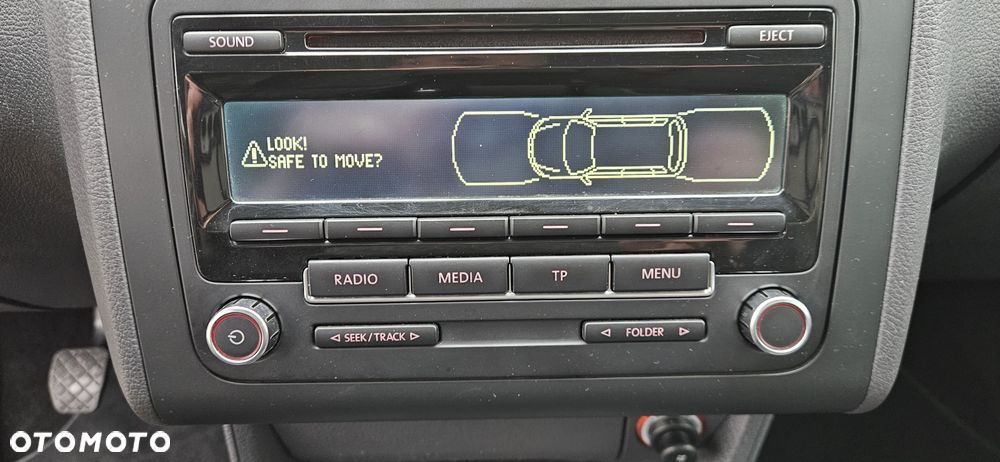 SOUND
EJECT
LOOK!
SAFE TO MOVE?
RADIO
MEDIA
TP
MENU
SEEK/TRACK
FOLDER
OTOMOTO